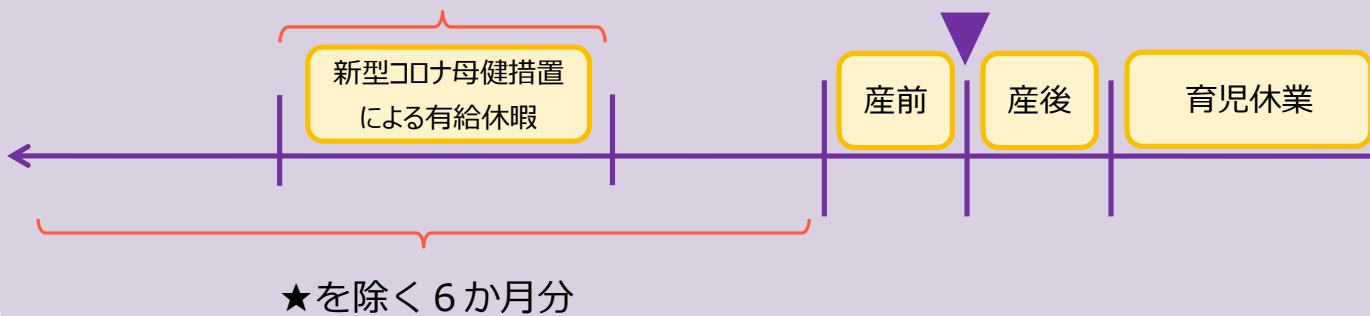 新型コロナ母健措置
による有給休暇
産前
産後
育児休業
★を除く６か月分